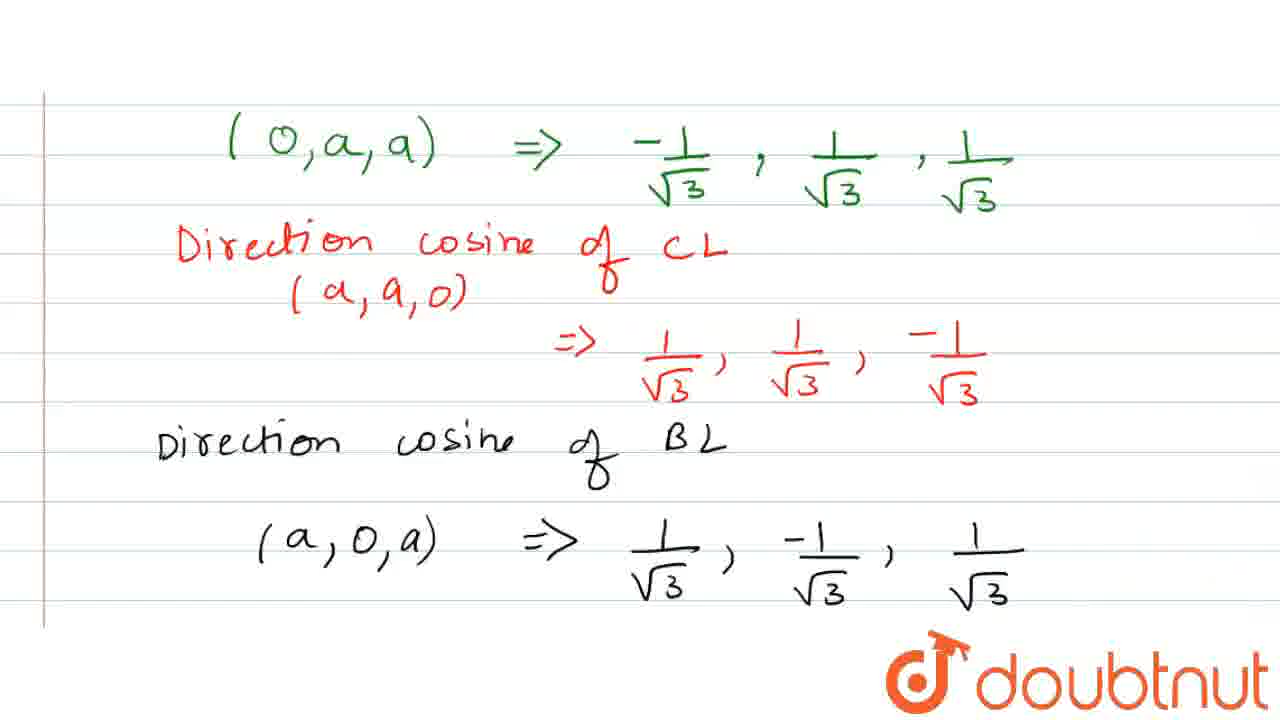 (0, a, a) => -1/√3, 1/√3, 1/√3
Direction cosine of CL
(a, a, 0)
=> 1/√3, 1/√3, -1/√3
Direction cosine of BL
(a, 0, a) => 1/√3, -1/√3, 1/√3
doubtnut